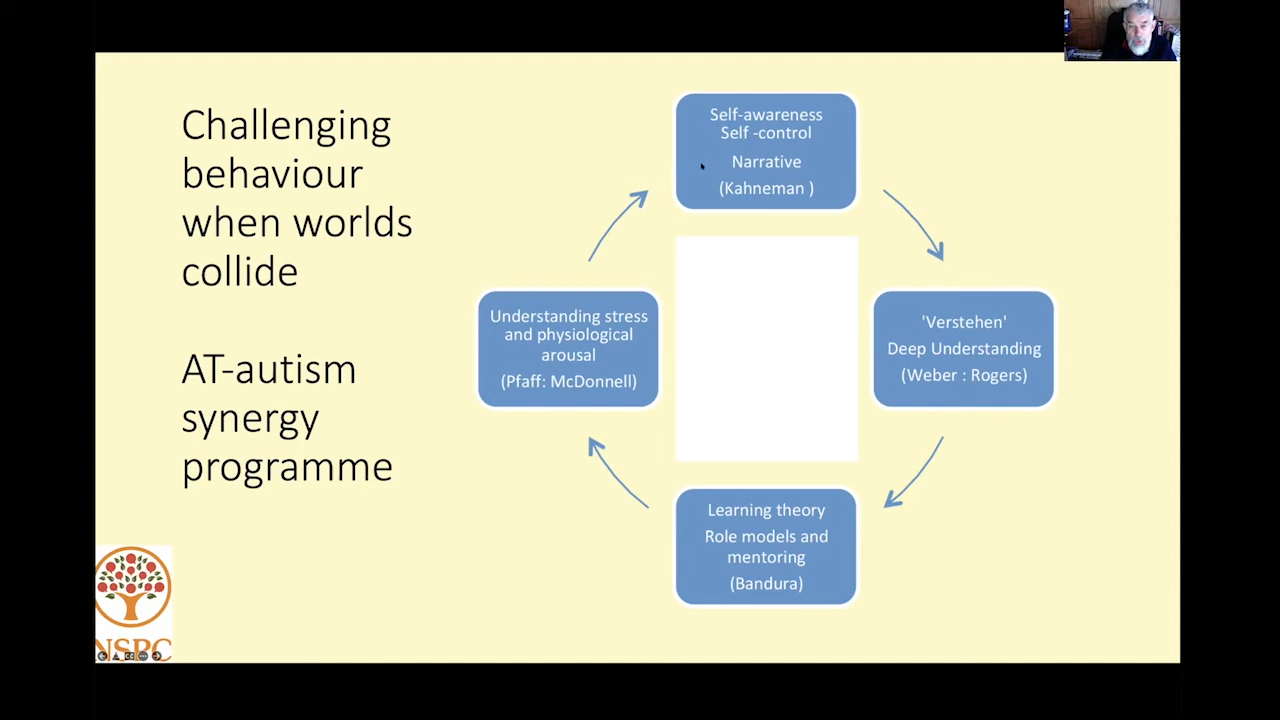 Challenging
behaviour
when worlds
collide
AT-autism
synergy
programme
Self-awareness
Self -control
Narrative
(Kahneman )
'Verstehen'
Deep Understanding
(Weber : Rogers)
Learning theory
Role models and
mentoring
(Bandura)
Understanding stress
and physiological
arousal
(Pfaff: McDonnell)
NSPC